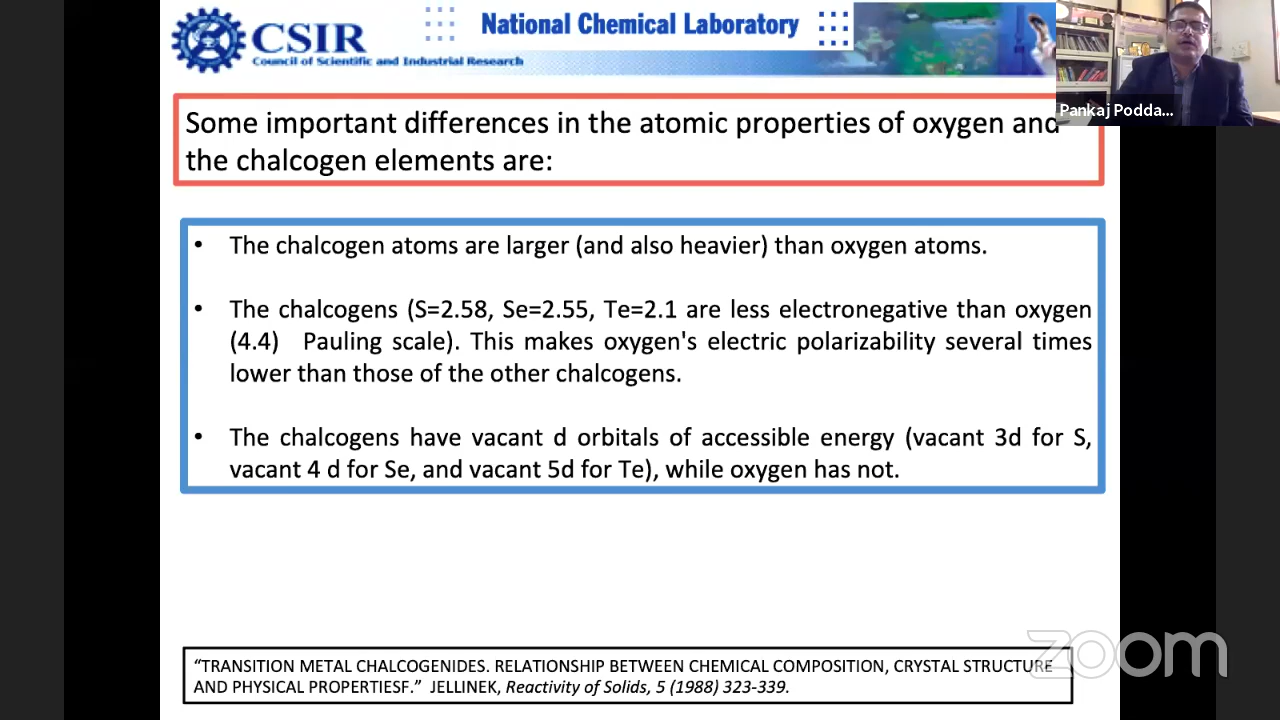 CSIR
Council of Scientific and Industrial Research
National Chemical Laboratory
Pankaj Podda...
Some important differences in the atomic properties of oxygen and
the chalcogen elements are:
• The chalcogen atoms are larger (and also heavier) than oxygen atoms.
• The chalcogens (S=2.58, Se=2.55, Te=2.1 are less electronegative than oxygen
(4.4) Pauling scale). This makes oxygen's electric polarizability several times
lower than those of the other chalcogens.
• The chalcogens have vacant d orbitals of accessible energy (vacant 3d for S,
vacant 4 d for Se, and vacant 5d for Te), while oxygen has not.
zoom
“TRANSITION METAL CHALCOGENIDES. RELATIONSHIP BETWEEN CHEMICAL COMPOSITION, CRYSTAL STRUCTURE
AND PHYSICAL PROPERTIESF.” JELLINEK, Reactivity of Solids, 5 (1988) 323-339.